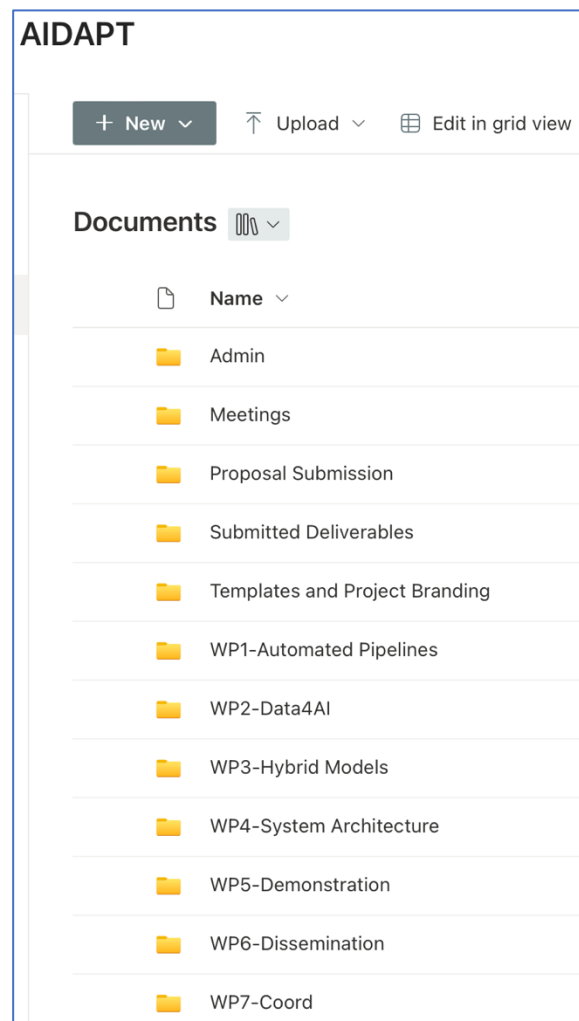 AIDAPT
New Upload Edit in grid view
Documents
Name
Admin
Meetings
Proposal Submission
Submitted Deliverables
Templates and Project Branding
WP1-Automated Pipelines
WP2-Data4AI
WP3-Hybrid Models
WP4-System Architecture
WP5-Demonstration
WP6-Dissemination
WP7-Coord